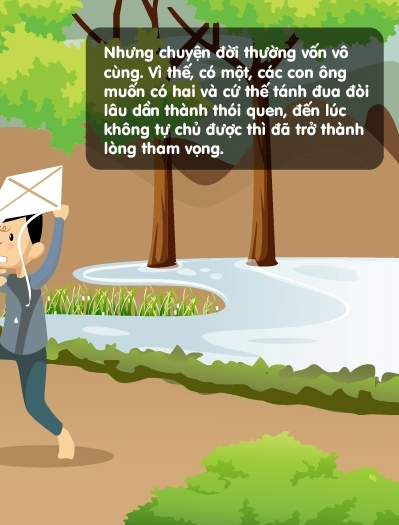 Nhưng chuyện đời thường vốn vô
cùng. Vì thế, có một, các con ông
muốn có hai và cứ thế tánh đua đòi
lâu dần thành thói quen, đến lúc
không tự chủ được thì đã trở thành
lòng tham vọng.